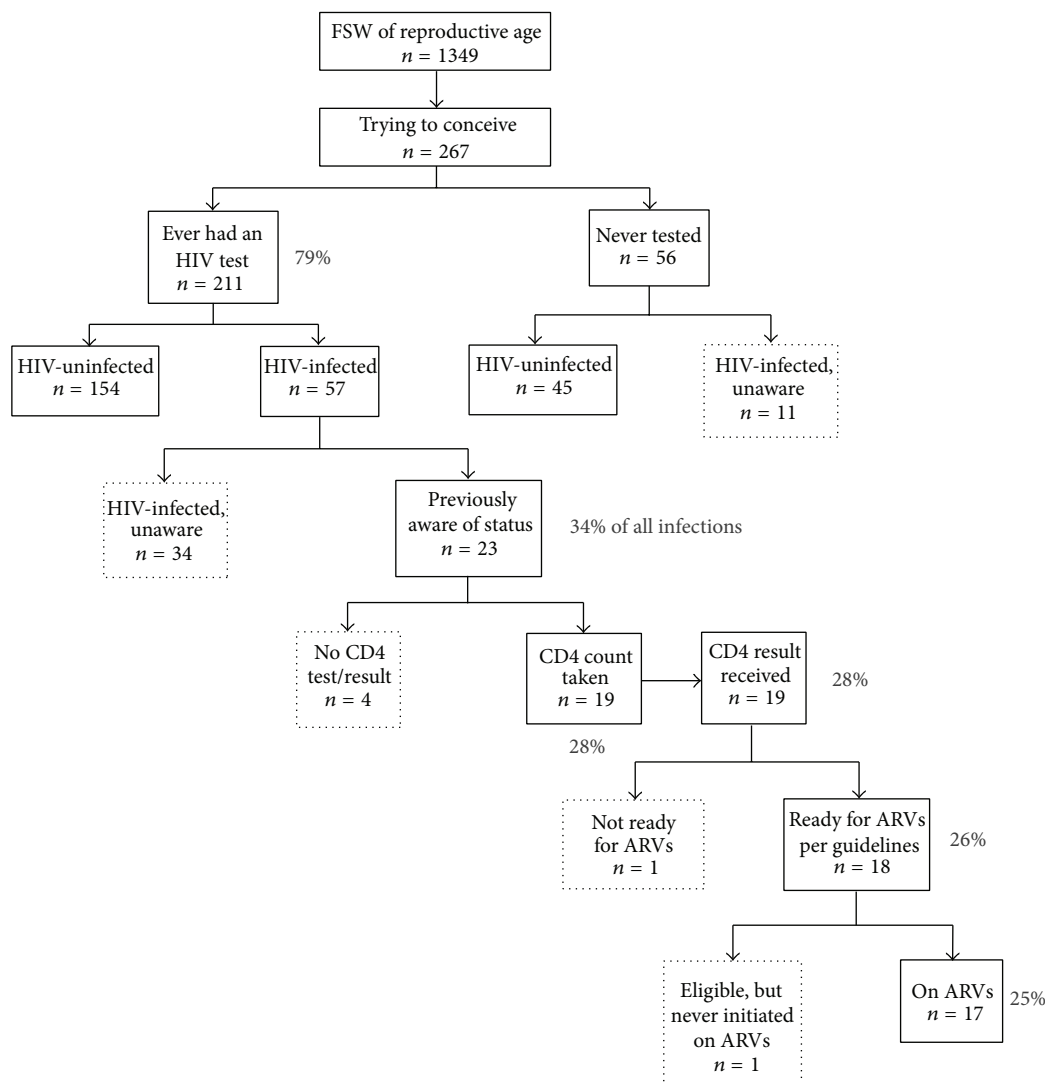 FSW of reproductive age
n = 1349
Trying to conceive
n = 267
Ever had an
HIV test
n = 211
79%
Never tested
n = 56
HIV-uninfected
n = 154
HIV-infected
n = 57
HIV-uninfected
n = 45
HIV-infected,
unaware
n = 11
HIV-infected,
unaware
n = 34
Previously
aware of status
n = 23
34% of all infections
No CD4
test/result
n = 4
CD4 count
taken
n = 19
28%
CD4 result
received
n = 19
28%
Not ready
for ARVs
n = 1
Ready for ARVs
per guidelines
n = 18
26%
Eligible, but
never initiated
on ARVs
n = 1
On ARVs
n = 17
25%